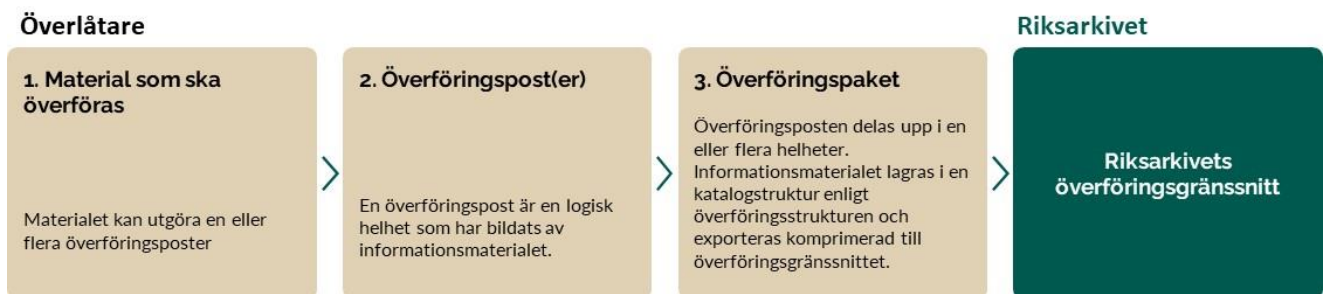 Överlåtare
Riksarkivet
1. Material som ska
överföras
Materialet kan utgöra en eller
flera överföringsposter
2. Överföringspost(er)
En överföringspost är en logisk
helhet som har bildats av
informationsmaterialet.
3. Överföringspaket
Överföringsposten delas upp i en
eller flera helheter.
Informationsmaterialet lagras i en
katalogstruktur enligt
överföringsstrukturen och
exporteras komprimerad till
överföringsgränssnittet.
Riksarkivets
överföringsgränssnitt